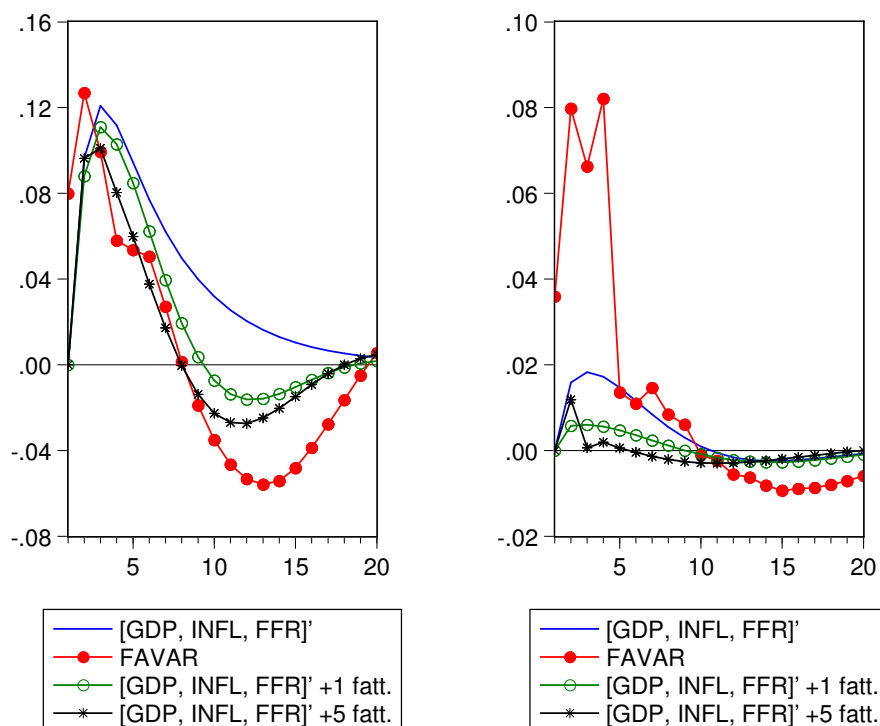 .16
.12
.08
.04
.00
-.04
-.08
5
10
15
20
[GDP, INFL, FFR]'
FAVAR
[GDP, INFL, FFR]' +1 fatt.
[GDP, INFL, FFR]' +5 fatt.
.10
.08
.06
.04
.02
.00
-.02
5
10
15
20
[GDP, INFL, FFR]'
FAVAR
[GDP, INFL, FFR]' +1 fatt.
[GDP, INFL, FFR]' +5 fatt.